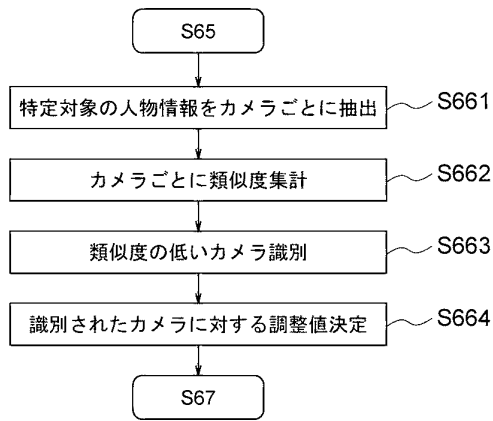 S65
特定対象の人物情報をカメラごとに抽出
S661
カメラごとに類似度集計
S662
類似度の低いカメラ識別
S663
識別されたカメラに対する調整値決定
S664
S67